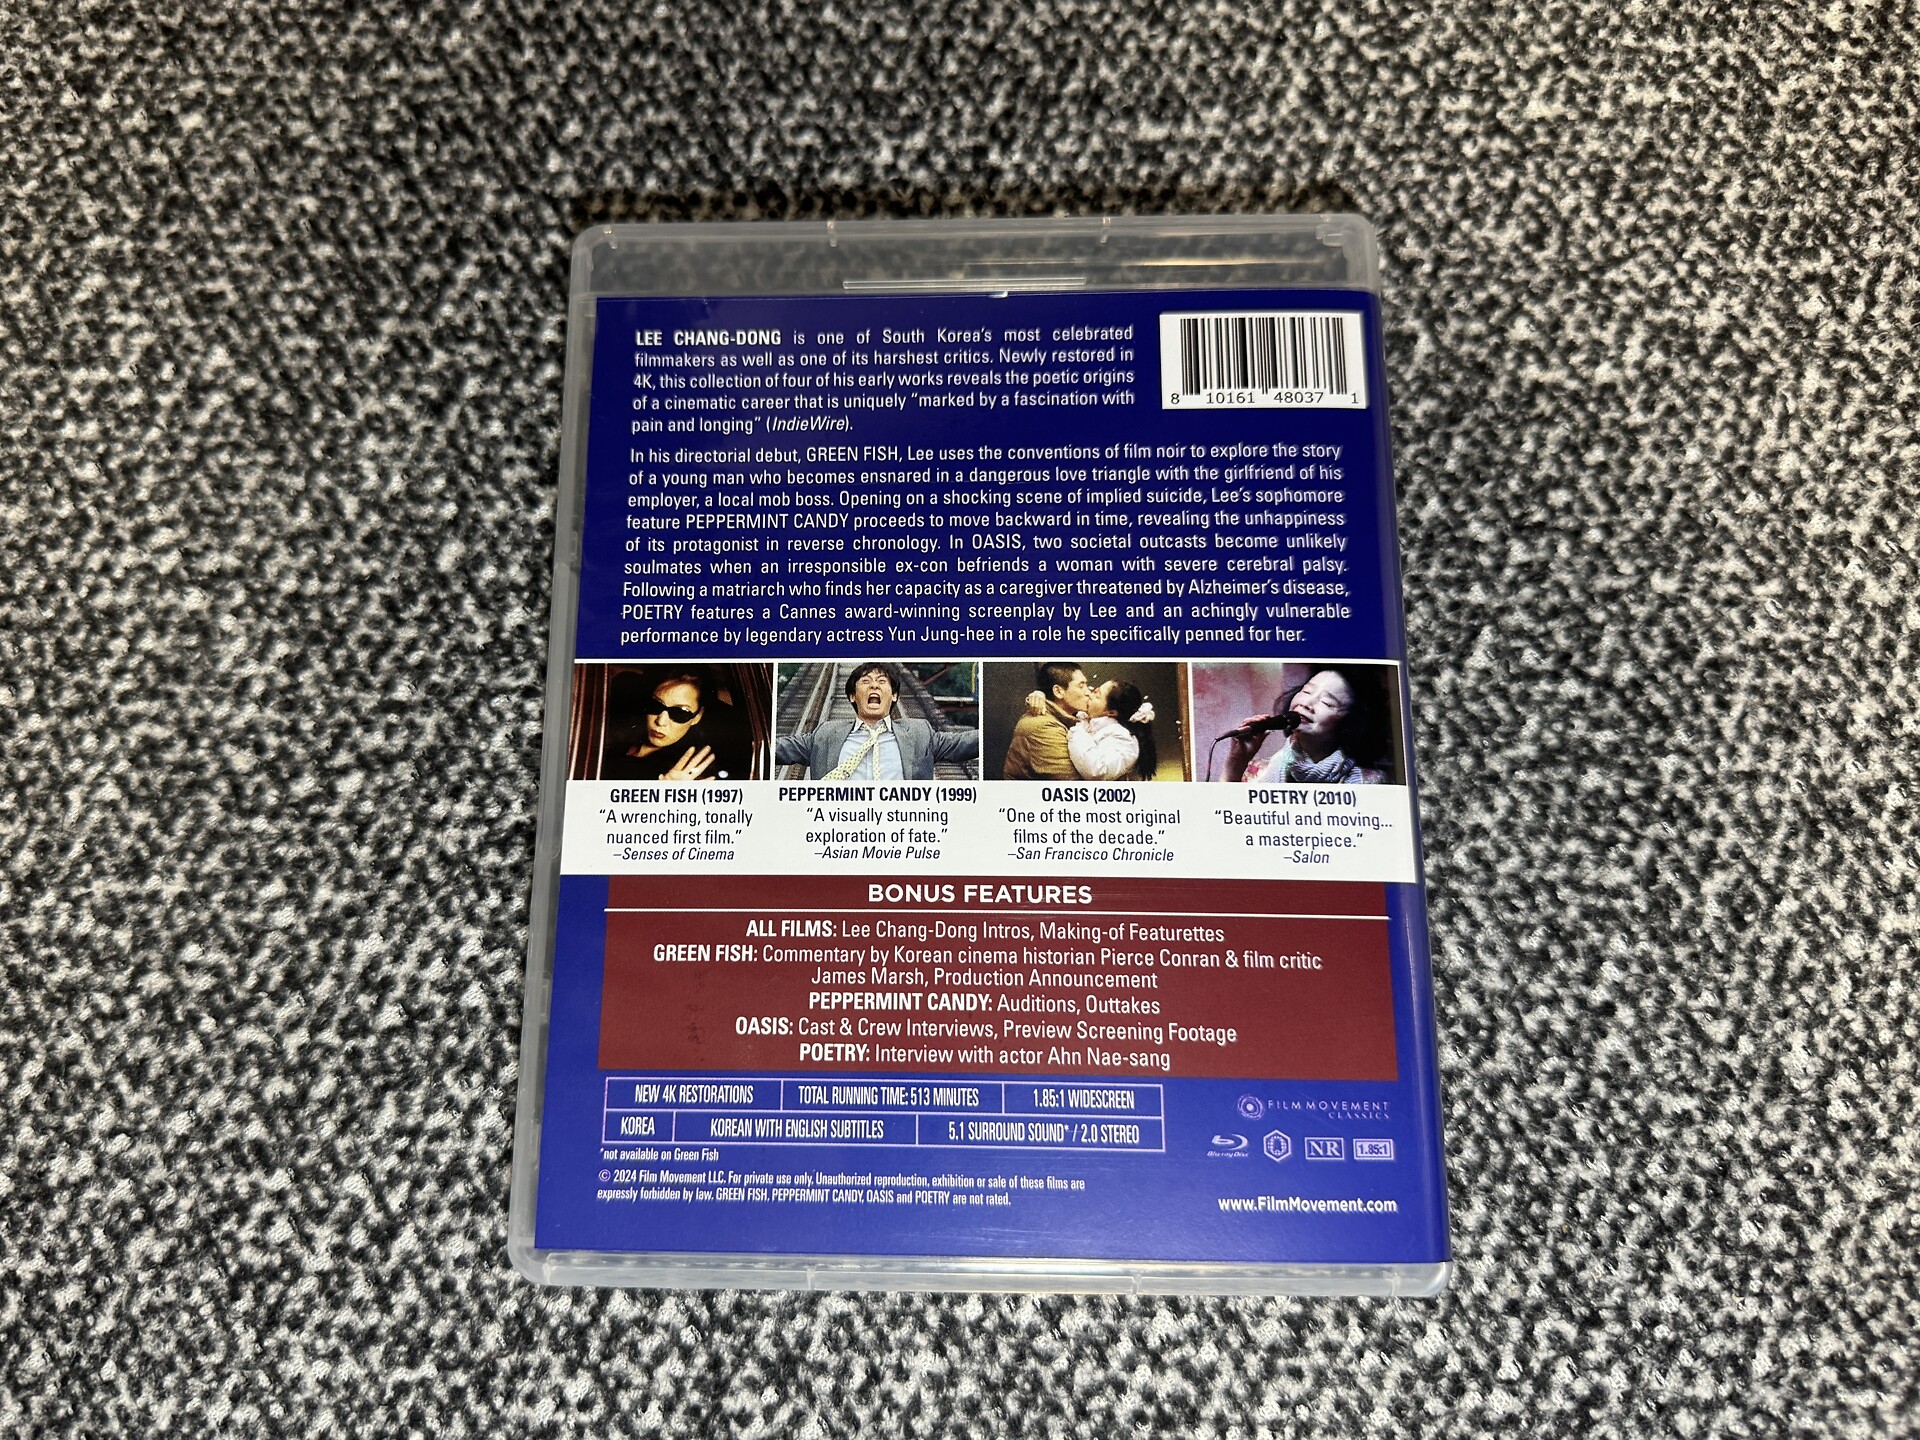 LEE CHANG-DONG is one of South Korea's most celebrated
filmmakers as well as one of its harshest critics. Newly restored in
4K, this collection of four of his early works reveals the poetic origins
of a cinematic career that is uniquely “marked by a fascination with
pain and longing” (IndieWire).
8 10161 48037 1
In his directorial debut, GREEN FISH, Lee uses the conventions of film noir to explore the story
of a young man who becomes ensnared in a dangerous love triangle with the girlfriend of his
employer, a local mob boss. Opening on a shocking scene of implied suicide, Lee's sophomore
feature PEPPERMINT CANDY proceeds to move backward in time, revealing the unhappiness
of its protagonist in reverse chronology. In OASIS, two societal outcasts become unlikely
soulmates when an irresponsible ex-con befriends a woman with severe cerebral palsy.
Following a matriarch who finds her capacity as a caregiver threatened by Alzheimer's disease,
POETRY features a Cannes award-winning screenplay by Lee and an achingly vulnerable
performance by legendary actress Yun Jung-hee in a role he specifically penned for her.
GREEN FISH (1997)
“A wrenching, tonally
nuanced first film.”
–Senses of Cinema
PEPPERMINT CANDY (1999)
“A visually stunning
exploration of fate.”
–Asian Movie Pulse
OASIS (2002)
“One of the most original
films of the decade.”
–San Francisco Chronicle
POETRY (2010)
“Beautiful and moving...
a masterpiece.”
–Salon
BONUS FEATURES
ALL FILMS: Lee Chang-Dong Intros, Making-of Featurettes
GREEN FISH: Commentary by Korean cinema historian Pierce Conran & film critic
James Marsh, Production Announcement
PEPPERMINT CANDY: Auditions, Outtakes
OASIS: Cast & Crew Interviews, Preview Screening Footage
POETRY: Interview with actor Ahn Nae-sang
NEW 4K RESTORATIONS TOTAL RUNNING TIME: 513 MINUTES 1.85:1 WIDESCREEN
KOREA KOREAN WITH ENGLISH SUBTITLES 5.1 SURROUND SOUND* / 2.0 STEREO
*not available on Green Fish
© 2024 Film Movement LLC. For private use only. Unauthorized reproduction, exhibition or sale of these films are
expressly forbidden by law. GREEN FISH, PEPPERMINT CANDY, OASIS and POETRY are not rated.
FILM MOVEMENT
CLASSICS
Blu-ray Disc NR 1.85:1
www.FilmMovement.com